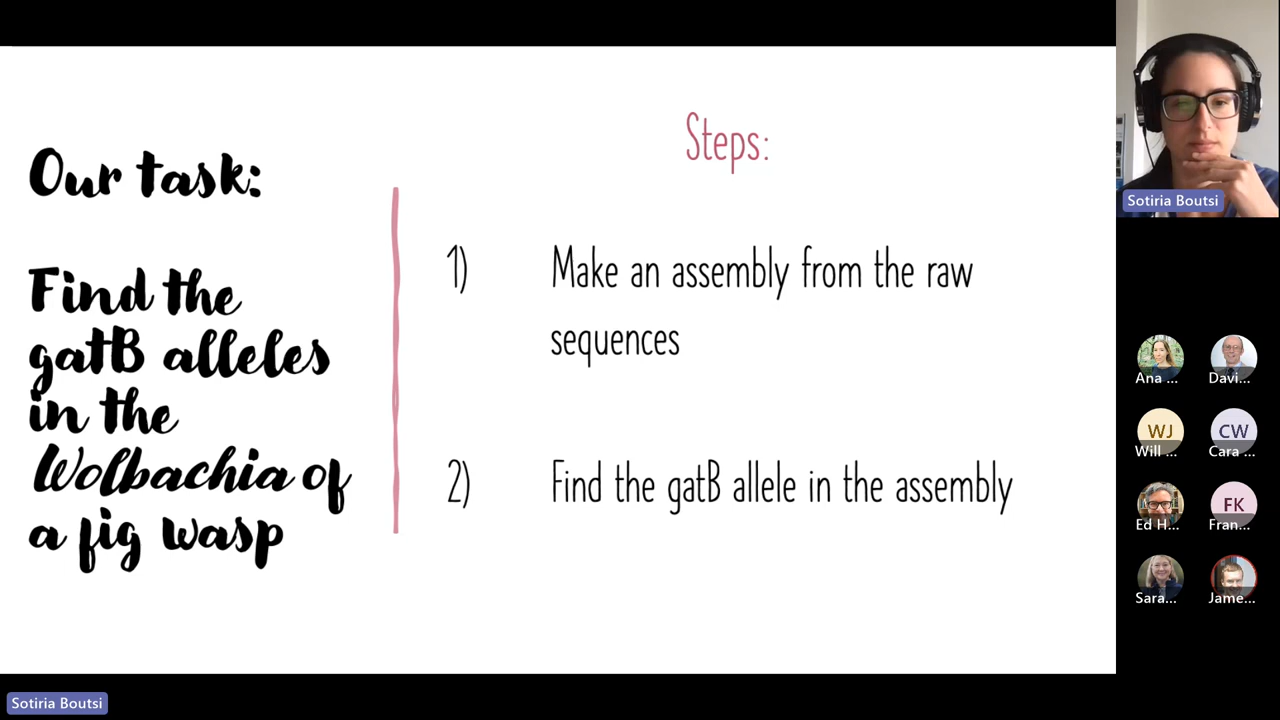 Our task:
Find the
gatB alleles
in the
Wolbachia of
a fig wasp
Steps:
1) Make an assembly from the raw
sequences
2) Find the gatB allele in the assembly
Sotiria Boutsi
Ana ...
Davi...
WJ
CW
Will ...
Cara ...
FK
Ed H...
Fran...
Sara...
Jame...
Sotiria Boutsi